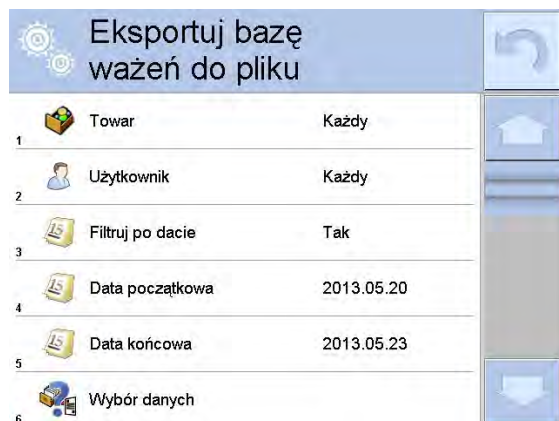 Eksportuj bazę
ważeń do pliku
1 Towar Każdy
2 Użytkownik Każdy
3 Filtruj po dacie Tak
4 Data początkowa 2013.05.20
5 Data końcowa 2013.05.23
6 Wybór danych